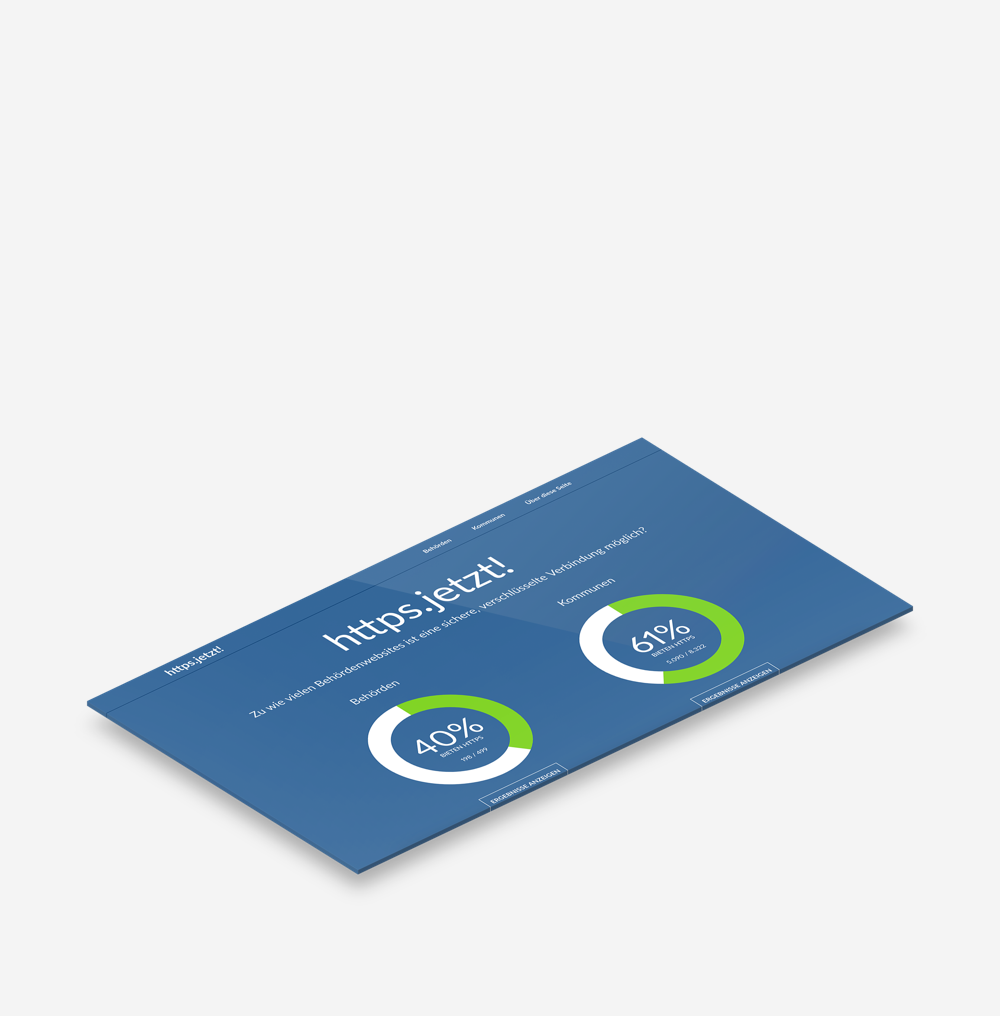 https.jetzt!
Behörden
Kommunen
Über diese Seite
https.jetzt!
Zu wie vielen Behördenwebsites ist eine sichere, verschlüsselte Verbindung möglich?
Behörden
40%
BIETEN HTTPS
198 / 499
ERGEBNISSE ANZEIGEN
Kommunen
61%
BIETEN HTTPS
5.090 / 8.322
ERGEBNISSE ANZEIGEN